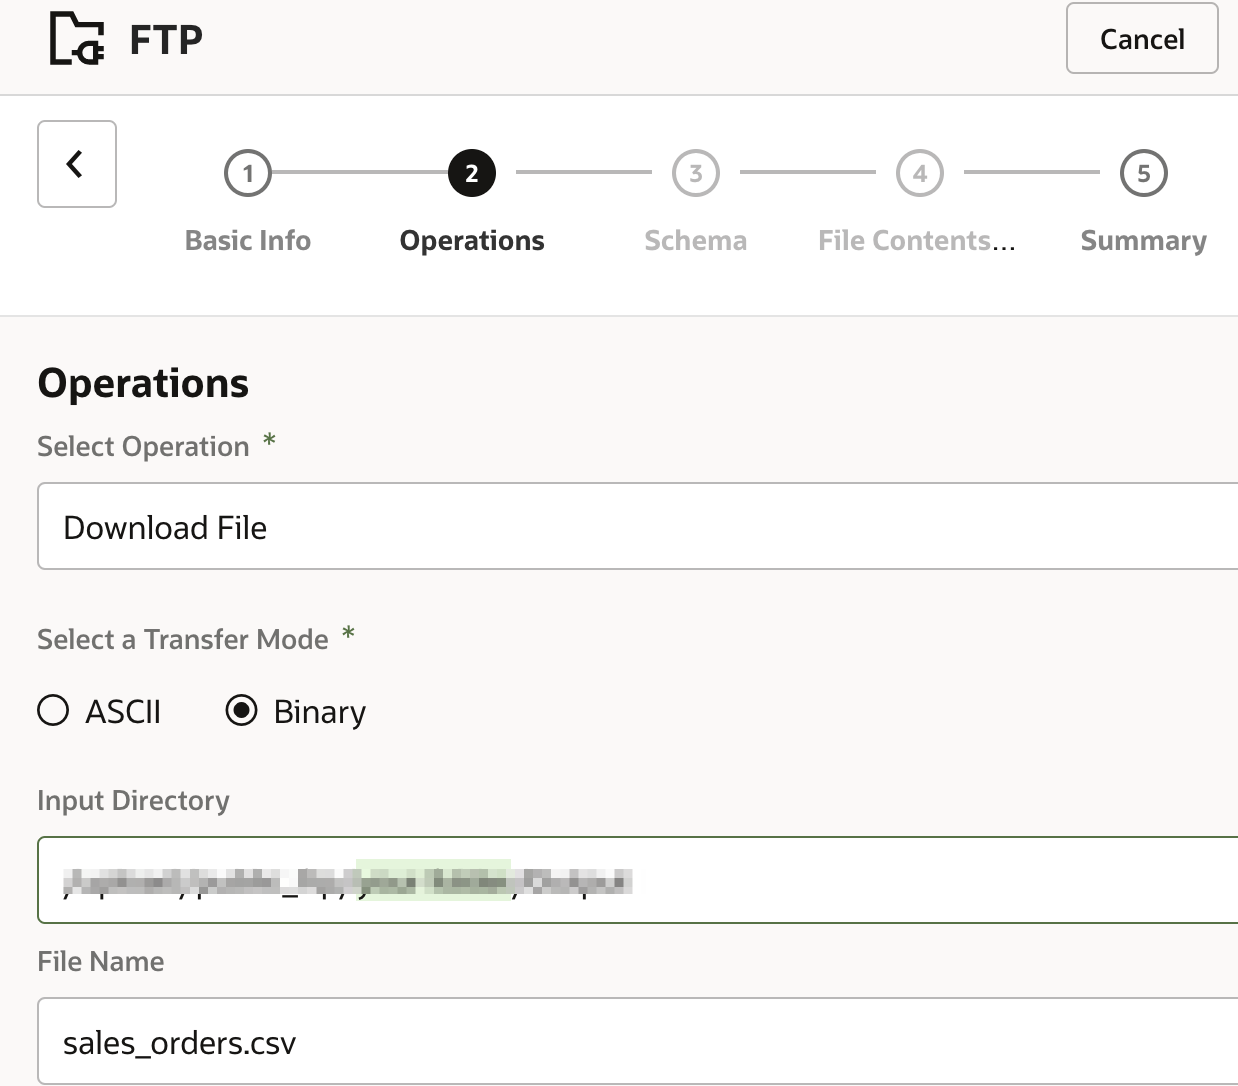 FTP
Cancel
1 2 3 4 5
Basic Info Operations Schema File Contents... Summary
Operations
Select Operation *
Download File
Select a Transfer Mode *
ASCII Binary
Input Directory
File Name
sales_orders.csv